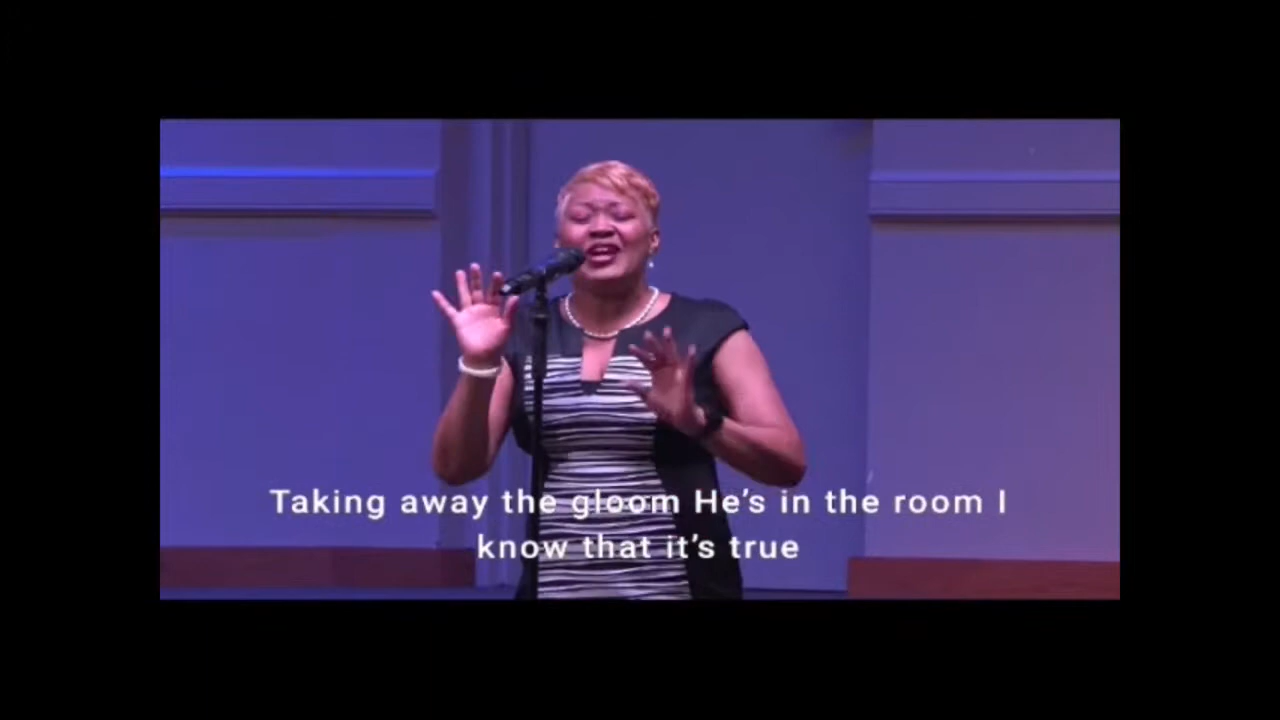 Taking away the gloom He’s in the room I
know that it’s true